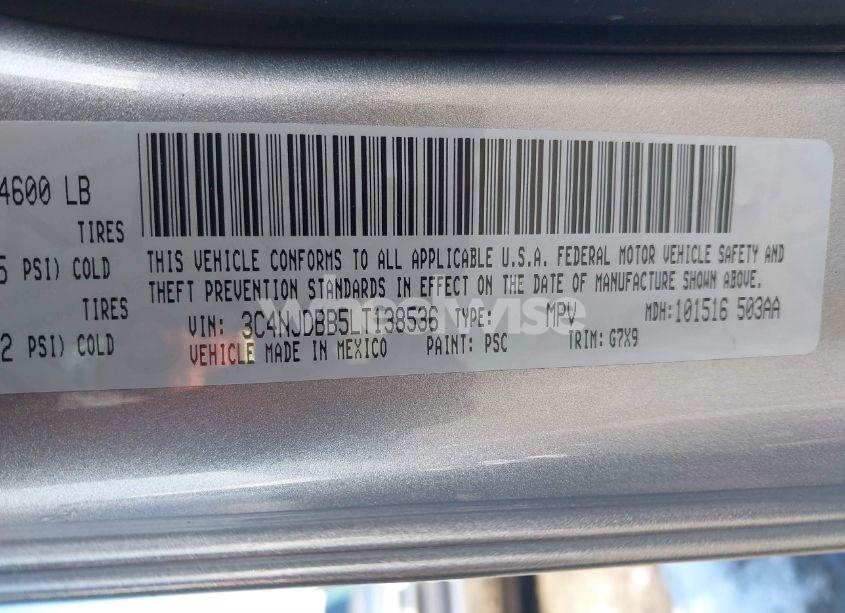 4600 LB
TIRES
5 PSI) COLD
TIRES
2 PSI) COLD
THIS VEHICLE CONFORMS TO ALL APPLICABLE U.S.A. FEDERAL MOTOR VEHICLE SAFETY AND
THEFT PREVENTION STANDARDS IN EFFECT ON THE DATE OF MANUFACTURE SHOWN ABOVE.
VIN: 3C4NJDBB5LT138536 TYPE: MPV MDH:101516 503AA
VEHICLE MADE IN MEXICO PAINT: PSC TRIM: G7X9